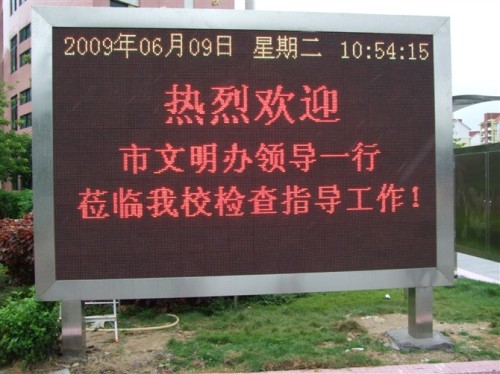 2009年06月09日 星期二 10:54:15
热烈欢迎
市文明办领导一行
莅临我校检查指导工作！